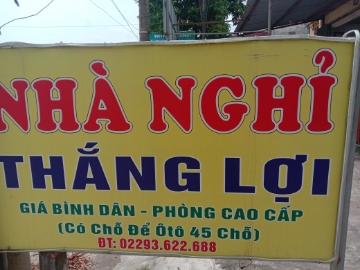 NHÀ NGHỈ
THẮNG LỢI
GIÁ BÌNH DÂN - PHÒNG CAO CẤP
(Có Chỗ Để Ôtô 45 Chỗ)
ĐT: 02293.622.688